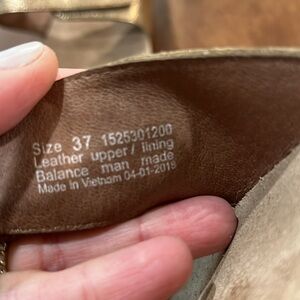 Size 37 1525301200
Leather upper/ lining
Balance man made
Made in Vietnam 04-01-2019